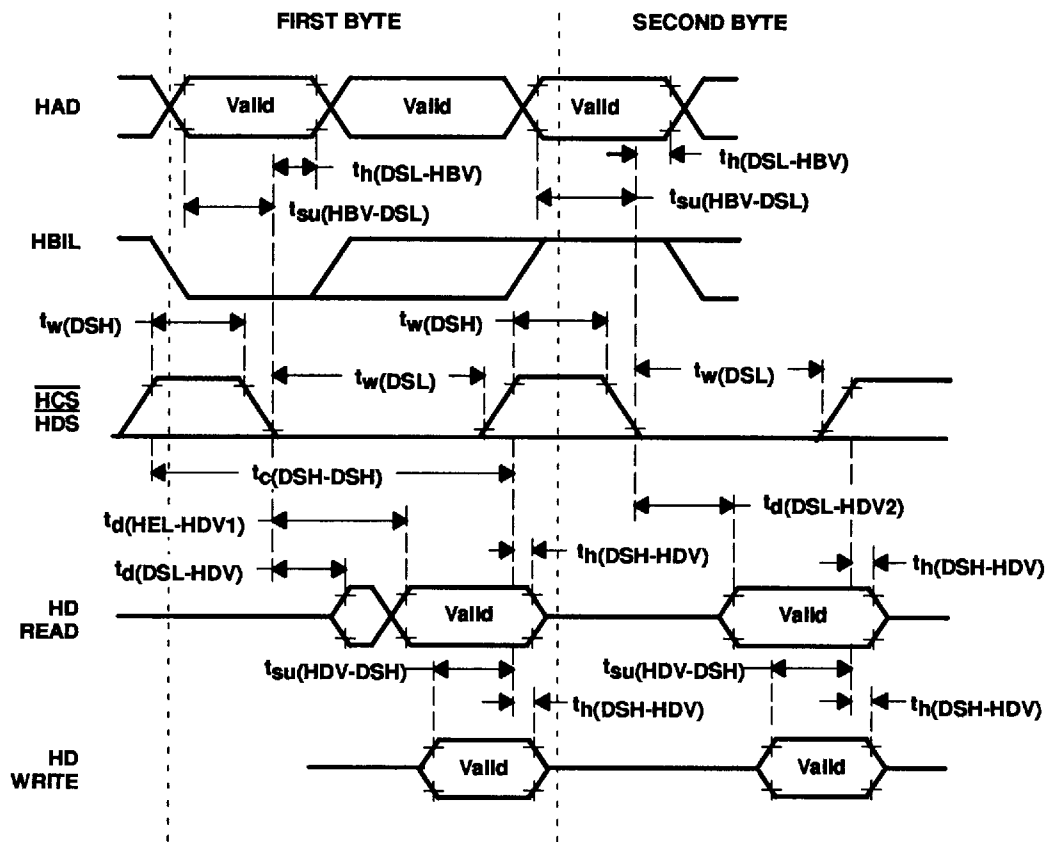 FIRST BYTE
SECOND BYTE
HAD
Valid
Valid
Valid
th(DSL-HBV)
th(DSL-HBV)
tsu(HBV-DSL)
tsu(HBV-DSL)
HBIL
tw(DSH)
tw(DSH)
tw(DSL)
tw(DSL)
HCS
HDS
tc(DSH-DSH)
td(HEL-HDV1)
td(DSL-HDV2)
th(DSH-HDV)
th(DSH-HDV)
td(DSL-HDV)
HD
READ
Valid
Valid
tsu(HDV-DSH)
tsu(HDV-DSH)
th(DSH-HDV)
th(DSH-HDV)
HD
WRITE
Valid
Valid